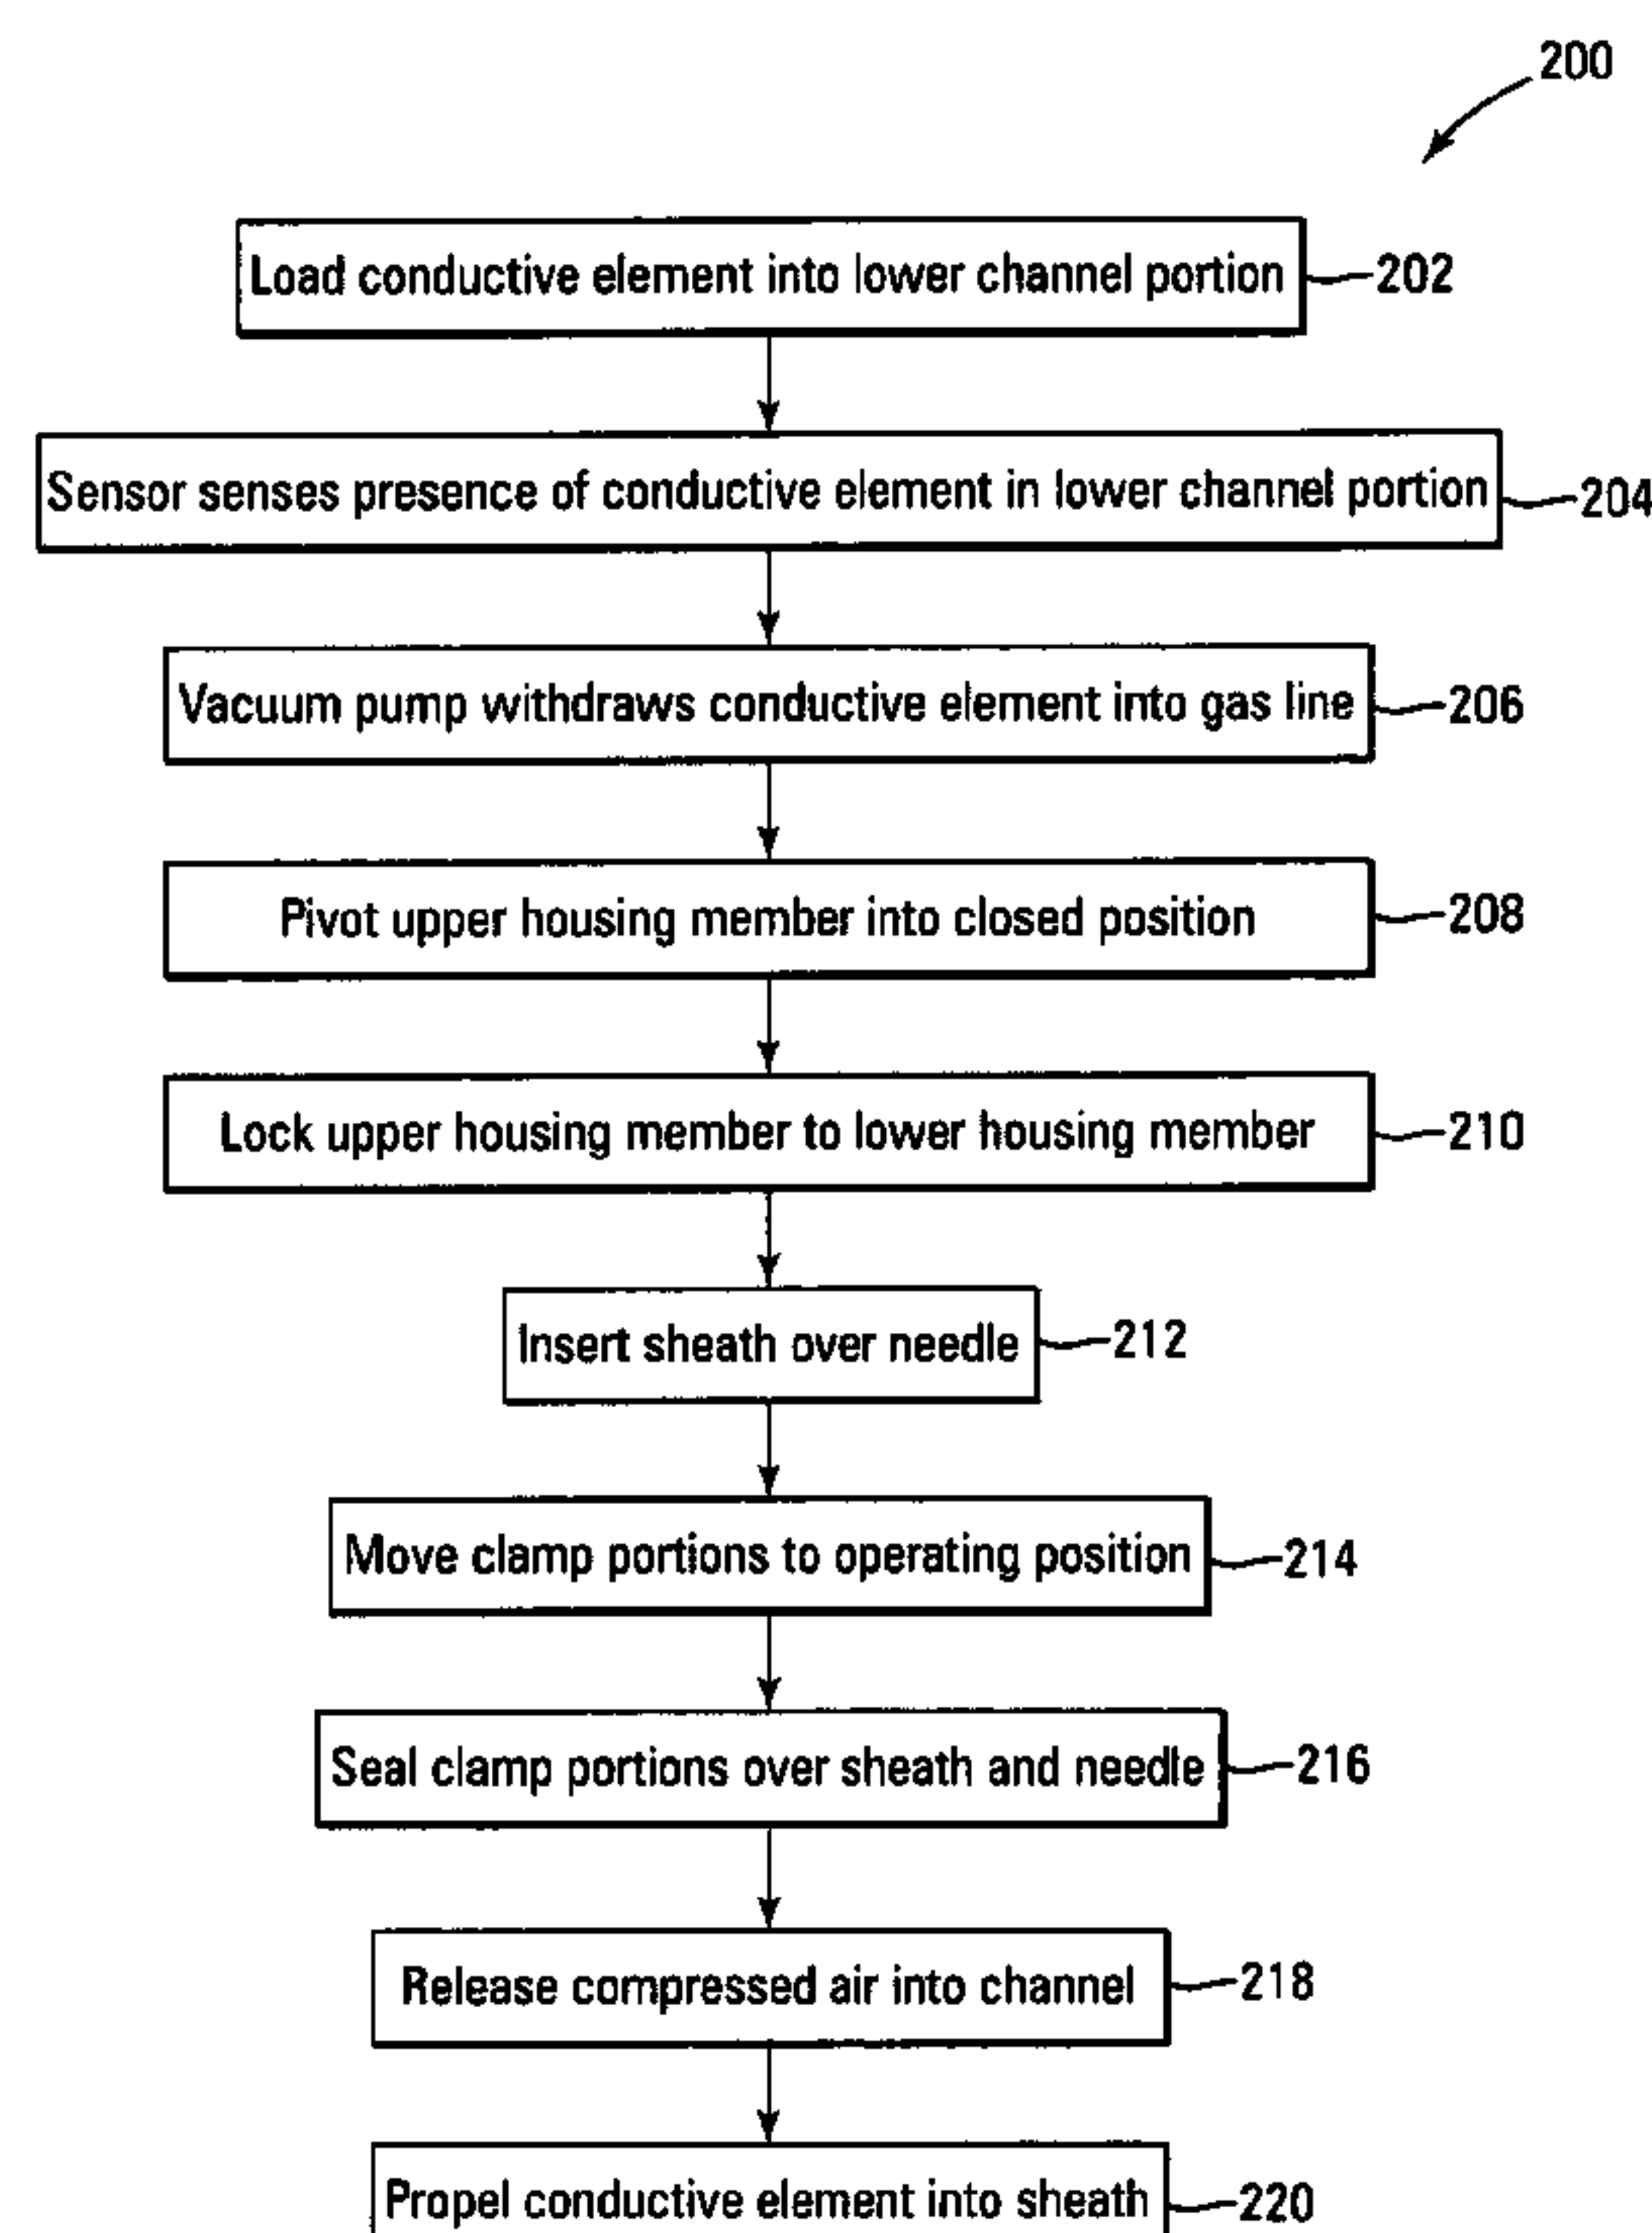 200
Load conductive element into lower channel portion 202
Sensor senses presence of conductive element in lower channel portion 204
Vacuum pump withdraws conductive element into gas line 206
Pivot upper housing member into closed position 208
Lock upper housing member to lower housing member 210
Insert sheath over needle 212
Move clamp portions to operating position 214
Seal clamp portions over sheath and needle 216
Release compressed air into channel 218
Propel conductive element into sheath 220